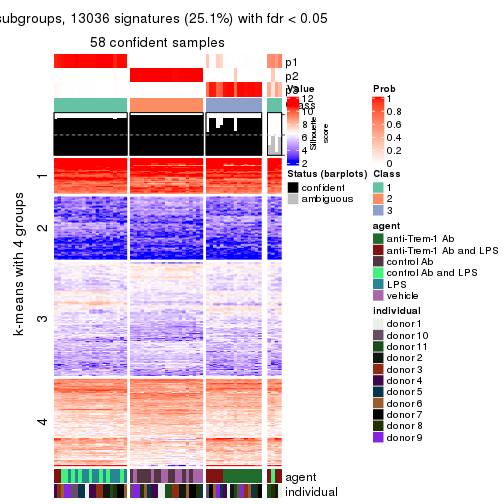 subgroups, 13036 signatures (25.1%) with fdr < 0.05
58 confident samples
p1
p2
p3
Class
Silhouette
score
1
2
3
4
k-means with 4 groups
agent
individual
Value
12
10
8
6
4
2
Status (barplots)
confident
ambiguous
Prob
1
0.8
0.6
0.4
0.2
0
Class
1
2
3
agent
anti-Trem-1 Ab
anti-Trem-1 Ab and LPS
control Ab
control Ab and LPS
LPS
vehicle
individual
donor 1
donor 10
donor 11
donor 2
donor 3
donor 4
donor 5
donor 6
donor 7
donor 8
donor 9